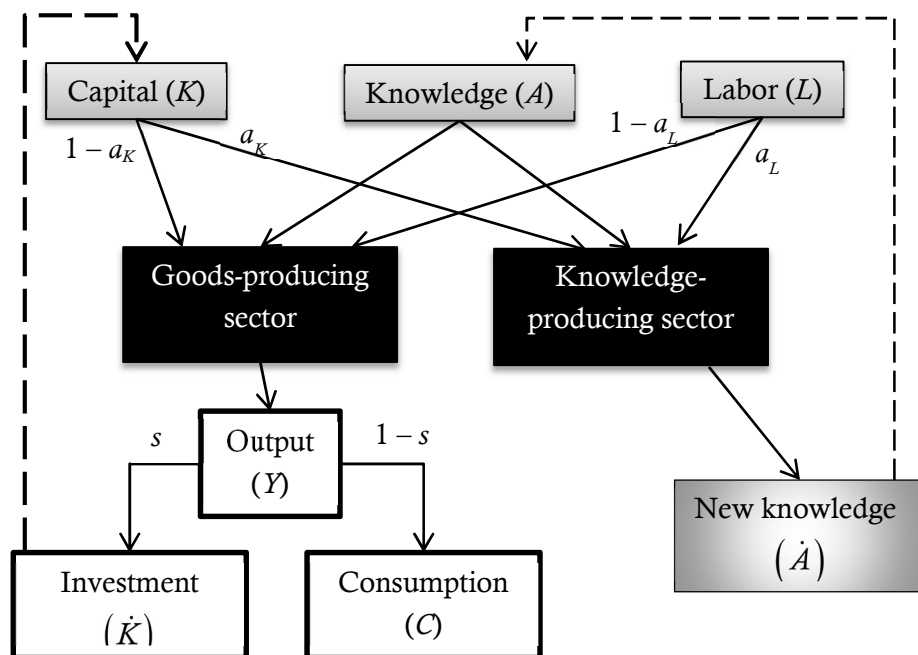 Capital (K)
Knowledge (A)
Labor (L)
1 − a_K
a_K
1 − a_L
a_L
Goods-producing
sector
Knowledge-
producing sector
s
Output
(Y)
1 − s
New knowledge
(Ȧ)
Investment
(K̇)
Consumption
(C)